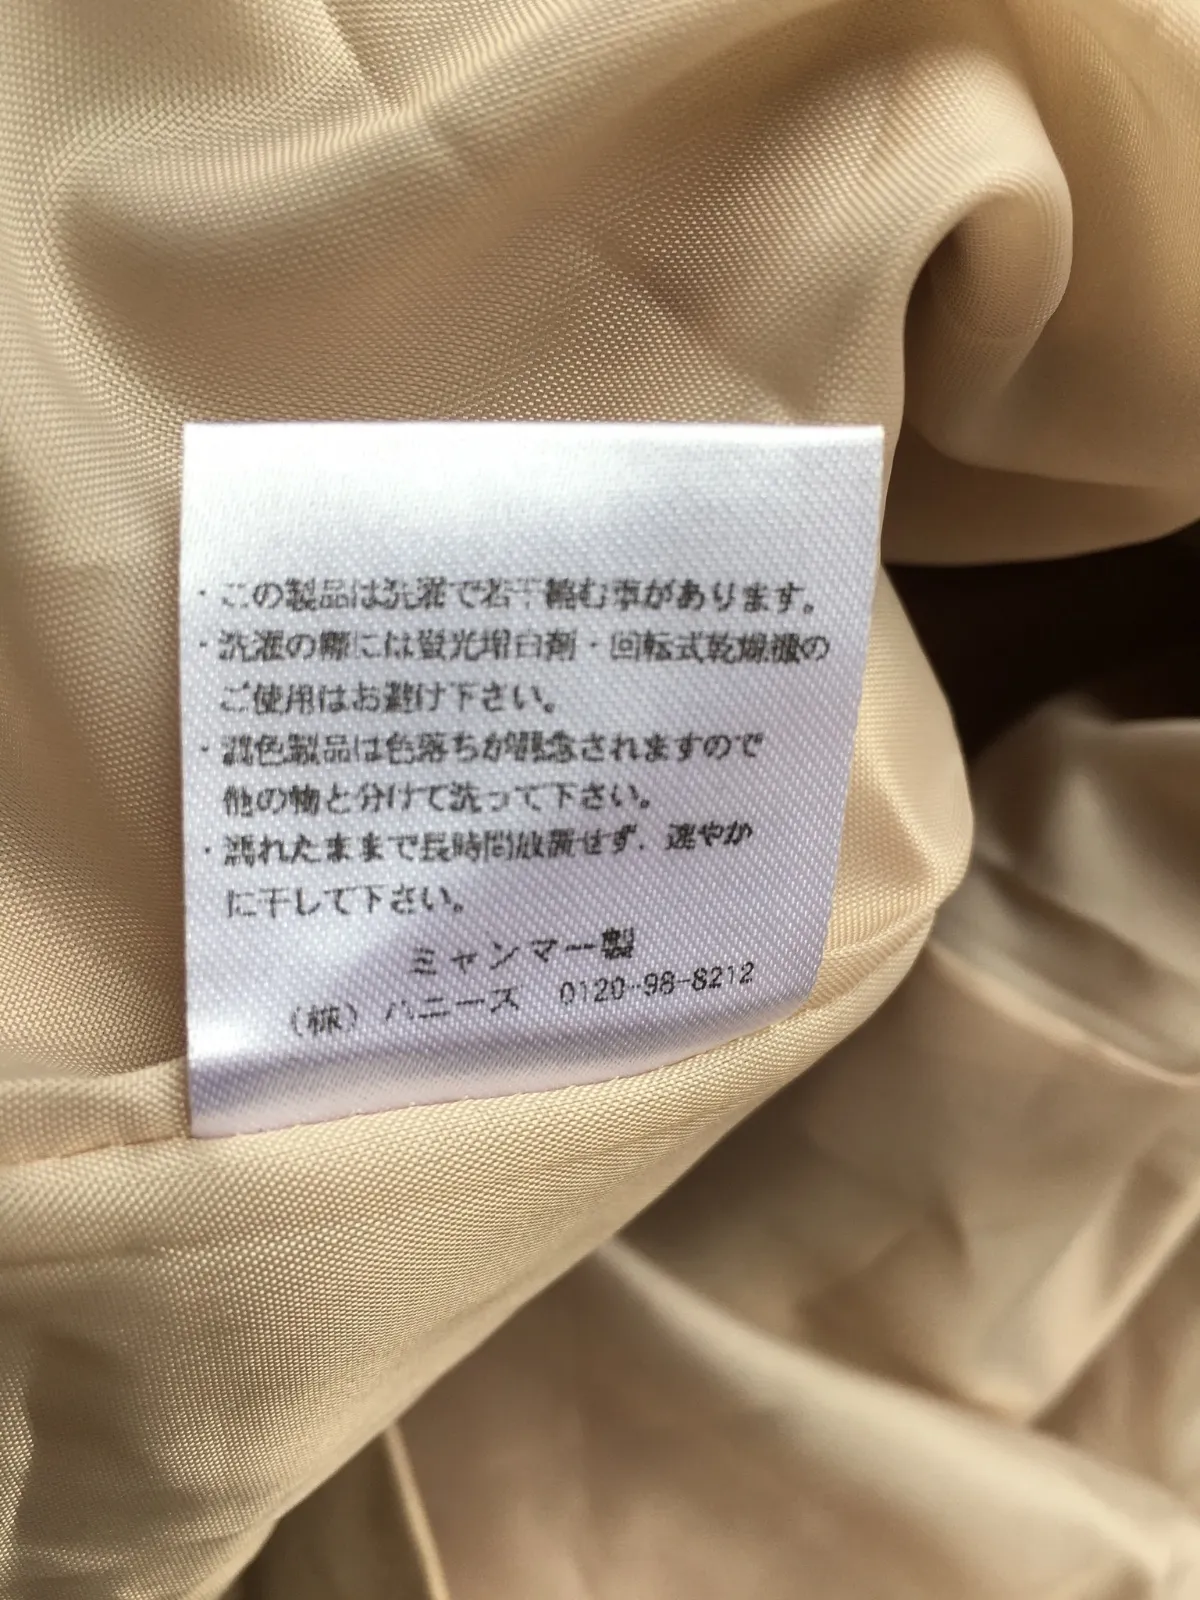 ・この製品は洗濯で若干縮む事があります。
・洗濯の際には蛍光増白剤・回転式乾燥機の
ご使用はお避け下さい。
・濃色製品は色落ちが懸念されますので
他の物と分けて洗って下さい。
・濡れたままで長時間放置せず、速やか
に干して下さい。
ミャンマー製
（株）ハニーズ 0120-98-8212